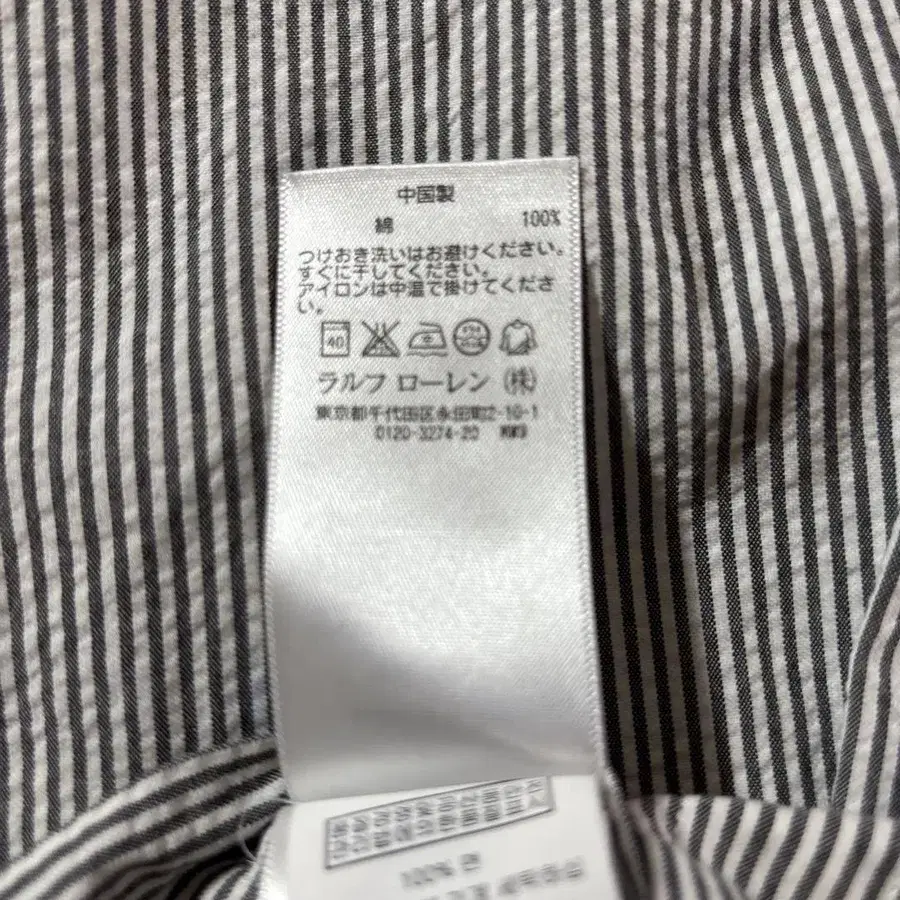 中国製
綿 100%
つけおき洗いはお避けください。
すぐに干してください。
アイロンは中温で掛けてくださ
い。
40
ラルフ ローレン (株)
東京都千代田区永田町2-10-1
0120-3274-20
100% 면